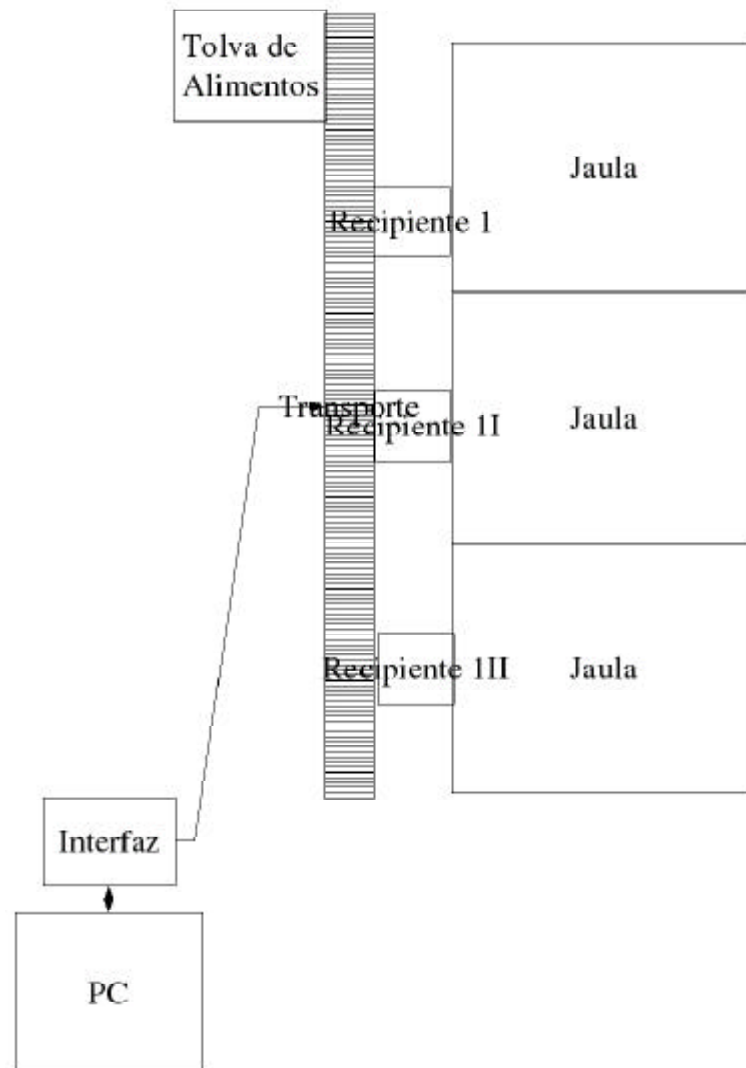 Tolva de
Alimentos
Jaula
Recipiente 1
Transporte
Recipiente 1I
Jaula
Recipiente 1II
Jaula
Interfaz
PC